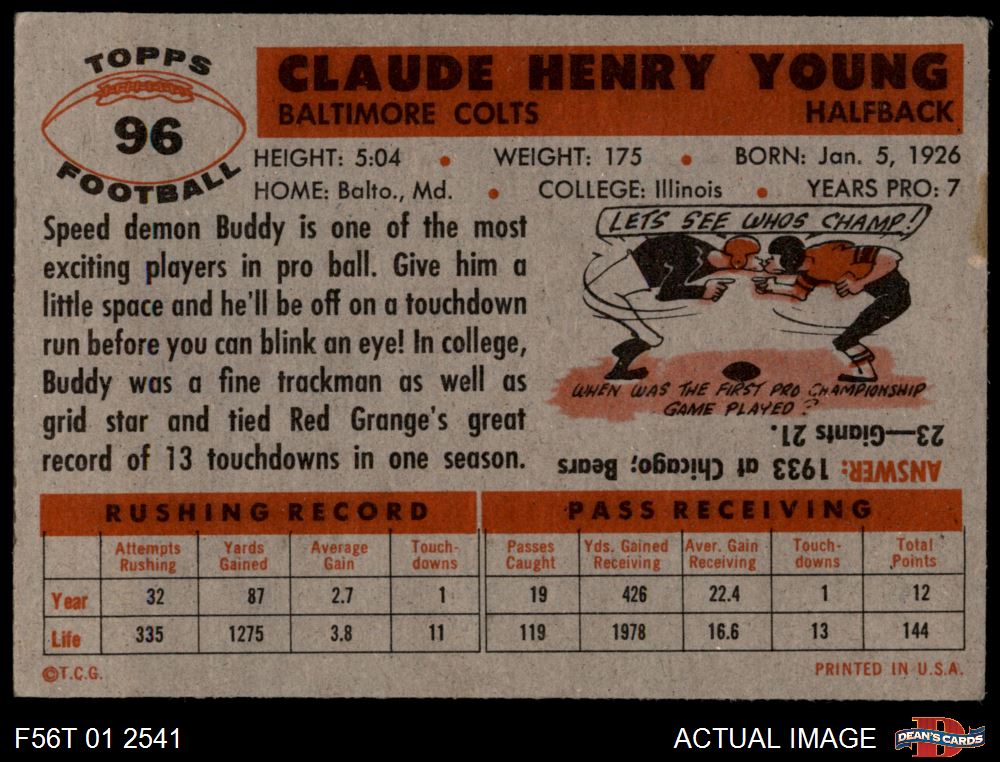 TOPPS
96
FOOTBALL
CLAUDE HENRY YOUNG
BALTIMORE COLTS HALFBACK
HEIGHT: 5:04 • WEIGHT: 175 • BORN: Jan. 5, 1926
HOME: Balto., Md. • COLLEGE: Illinois • YEARS PRO: 7
Speed demon Buddy is one of the most
exciting players in pro ball. Give him a
little space and he'll be off on a touchdown
run before you can blink an eye! In college,
Buddy was a fine trackman as well as
grid star and tied Red Grange's great
record of 13 touchdowns in one season.
LETS SEE WHOS CHAMP!
WHEN WAS THE FIRST PRO CHAMPIONSHIP
GAME PLAYED?
ANSWER: 1933 at Chicago; Bears
23—Giants 21.
RUSHING RECORD PASS RECEIVING
Attempts Yards Average Touch- Passes Yds. Gained Aver. Gain Touch- Total
Rushing Gained Gain downs Caught Receiving Receiving downs Points
Year 32 87 2.7 1 19 426 22.4 1 12
Life 335 1275 3.8 11 119 1978 16.6 13 144
©T.C.G. PRINTED IN U.S.A.
F56T 01 2541 ACTUAL IMAGE DEAN'S CARDS